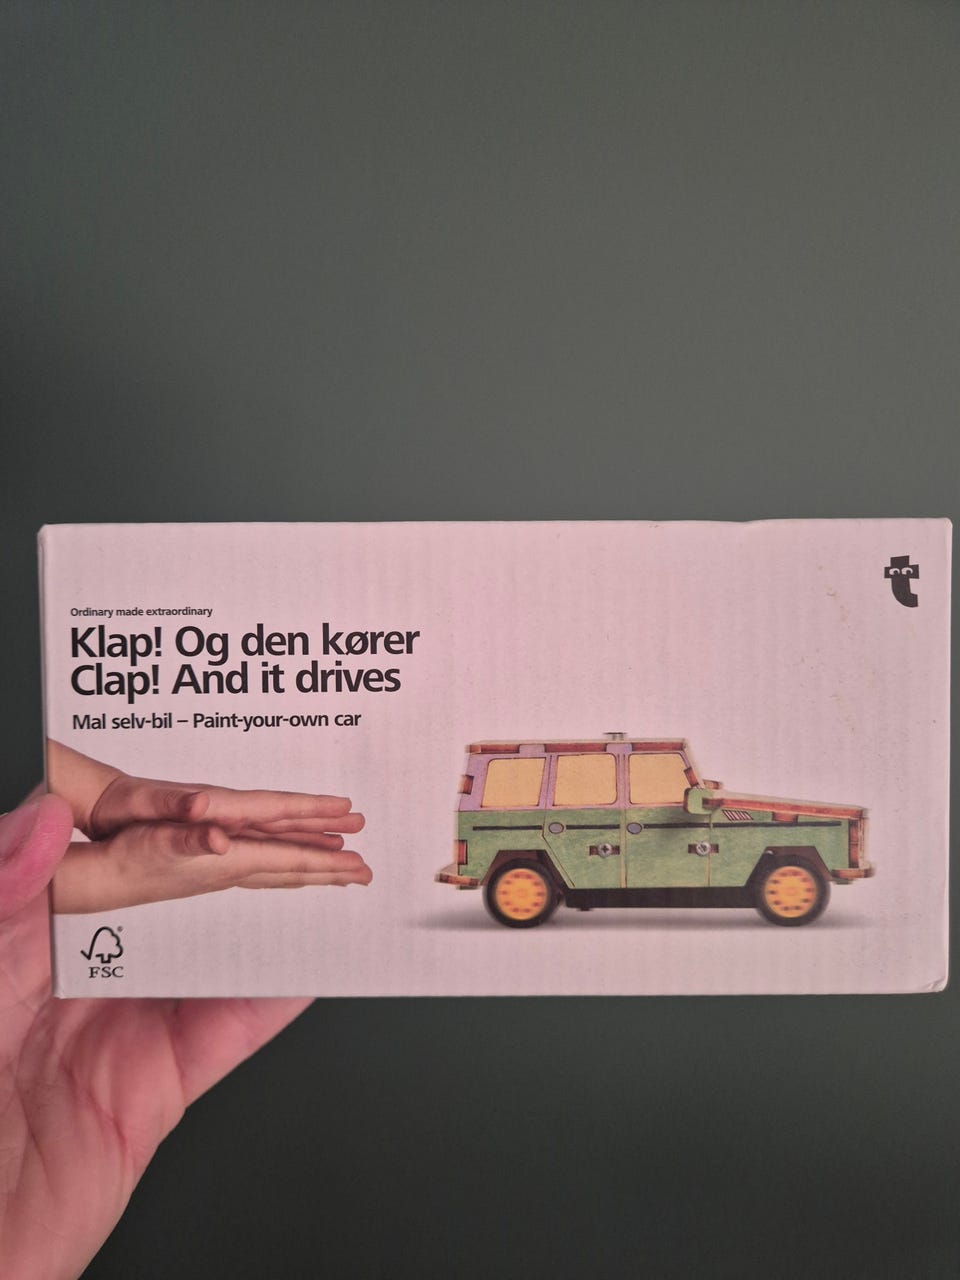 Ordinary made extraordinary
Klap! Og den kører
Clap! And it drives
Mal selv-bil – Paint-your-own car
t
®
FSC